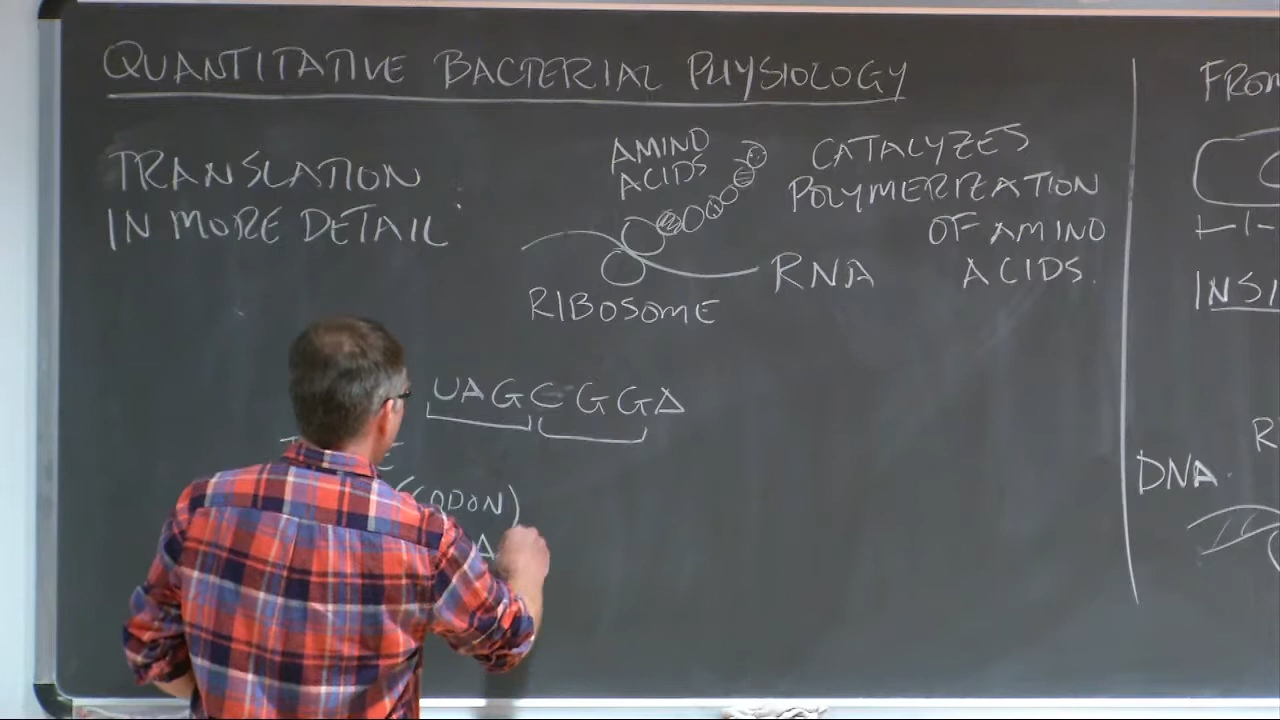 QUANTITATIVE BACTERIAL PHYSIOLOGY
TRANSLATION
IN MORE DETAIL:
AMINO
ACIDS
CATALYZES
POLYMERIZATION
OF AMINO
ACIDS.
RNA
RIBOSOME
UAGCGGA
(CODON)
A
FROM
INSI
R
DNA